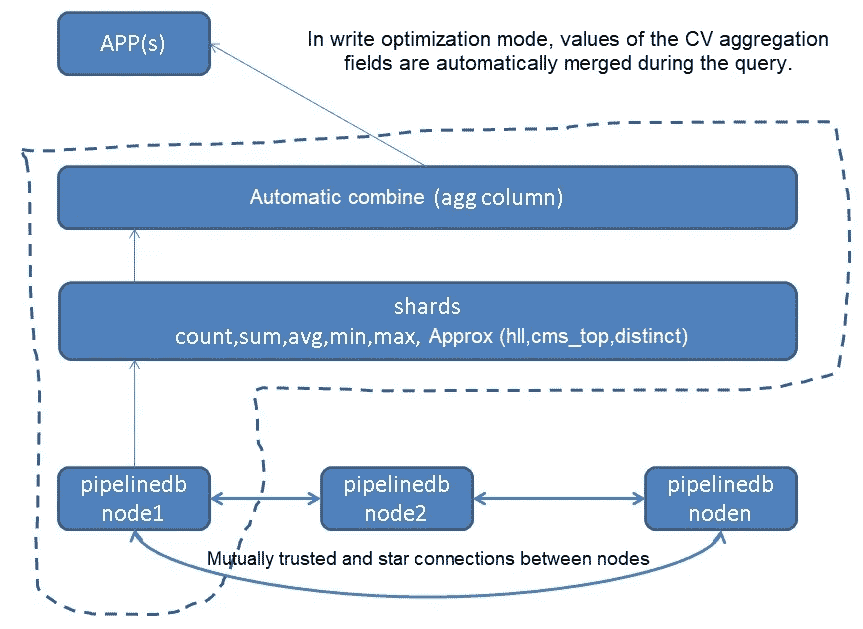 APP(s)
In write optimization mode, values of the CV aggregation
fields are automatically merged during the query.
Automatic combine (agg column)
shards
count,sum,avg,min,max, Approx (hll,cms_top,distinct)
pipelinedb
node1
pipelinedb
node2
pipelinedb
noden
Mutually trusted and star connections between nodes